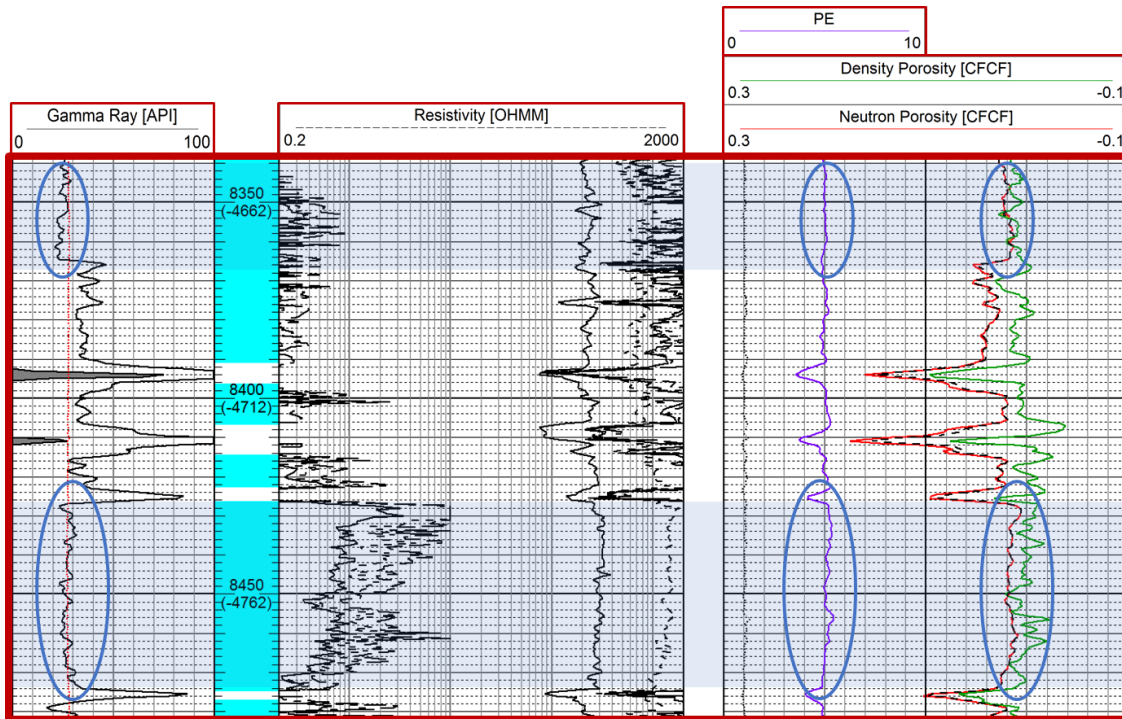 PE
0 10
Density Porosity [CFCF]
0.3 -0.1
Gamma Ray [API]
0 100
Resistivity [OHMM]
0.2 2000
Neutron Porosity [CFCF]
0.3 -0.1
8350
(-4662)
8400
(-4712)
8450
(-4762)